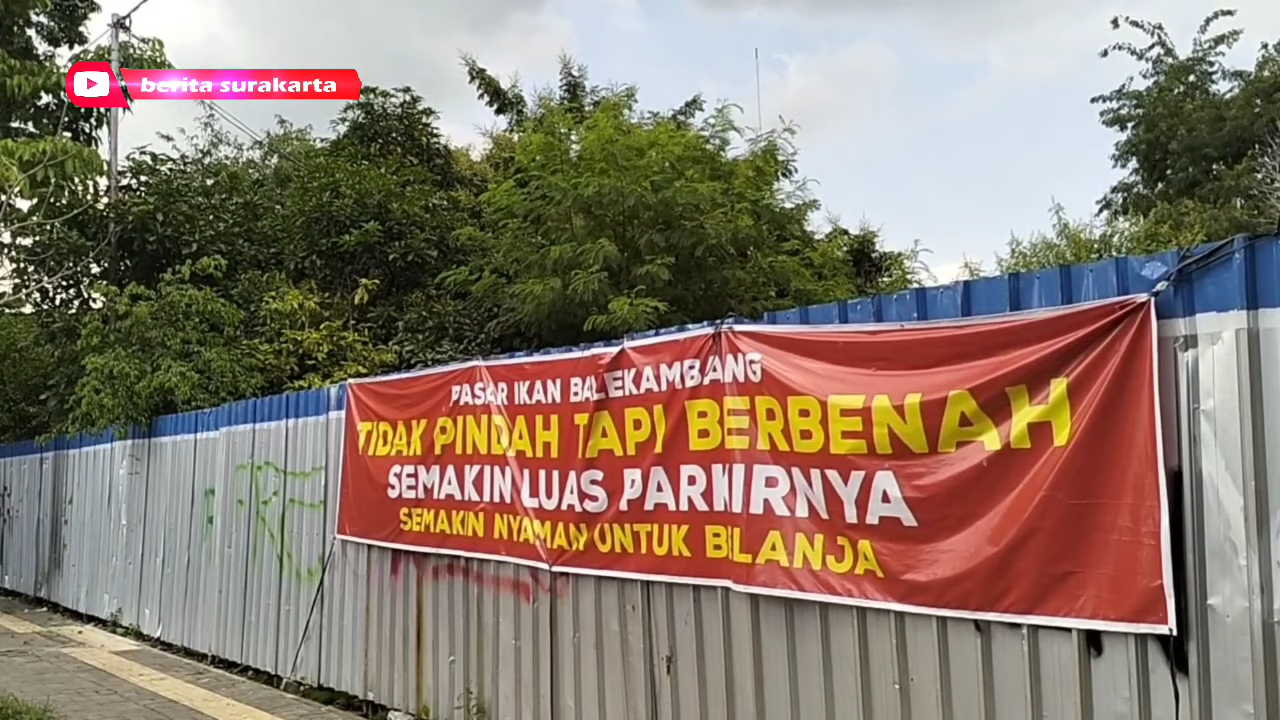 berita surakarta
PASAR IKAN BALEKAMBANG
TIDAK PINDAH TAPI BERBENAH
SEMAKIN LUAS PARKIRNYA
SEMAKIN NYAMAN UNTUK BELANJA